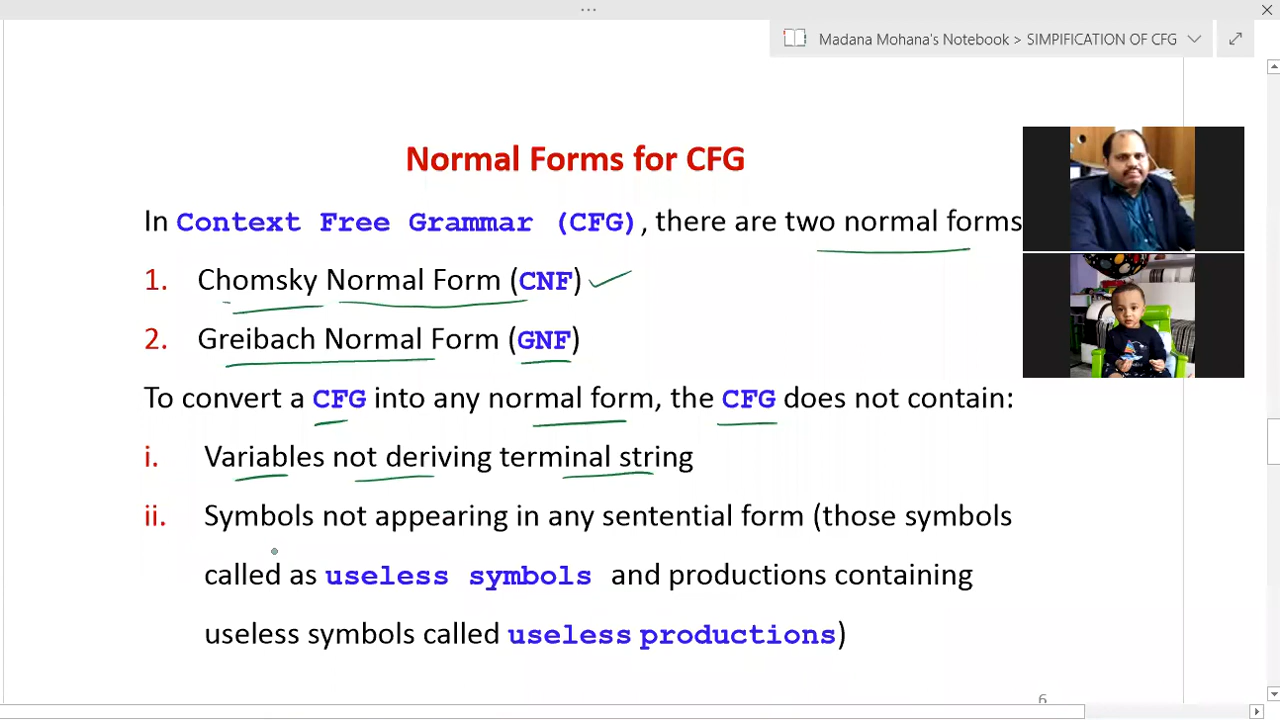 Madana Mohana's Notebook > SIMPIFICATION OF CFG
Normal Forms for CFG
In Context Free Grammar (CFG), there are two normal forms
1. Chomsky Normal Form (CNF)
2. Greibach Normal Form (GNF)
To convert a CFG into any normal form, the CFG does not contain:
i. Variables not deriving terminal string
ii. Symbols not appearing in any sentential form (those symbols
called as useless symbols and productions containing
useless symbols called useless productions)
6